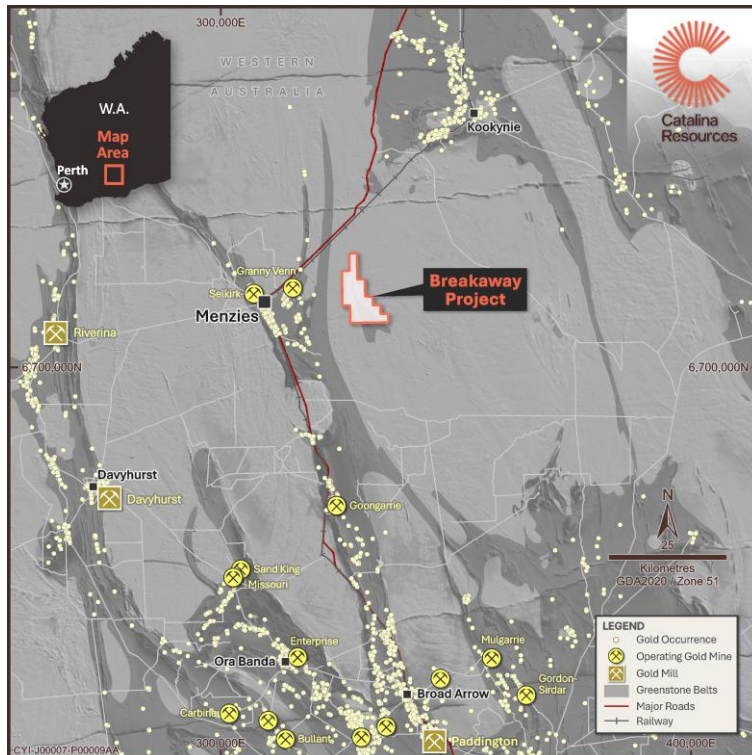 300,000E
WESTERN
AUSTRALIA
W.A.
Map
Area
Perth
Catalina
Resources
Kookynie
Granny Venn
Selkirk
Menzies
Breakaway
Project
Riverina
6,700,000N
6,700,000N
Davyhurst
Davyhurst
Goongarrie
N
25
Kilometres
GDA2020 / Zone 51
Sand King
Missouri
LEGEND
Gold Occurrence
Operating Gold Mine
Gold Mill
Greenstone Belts
Major Roads
Railway
Enterprise
Ora Banda
Mulgarrie
Gordon-
Sirdar
Broad Arrow
Carbine
Bullant
Paddington
CYI-J00007-P00009AA
300,000E
400,000E